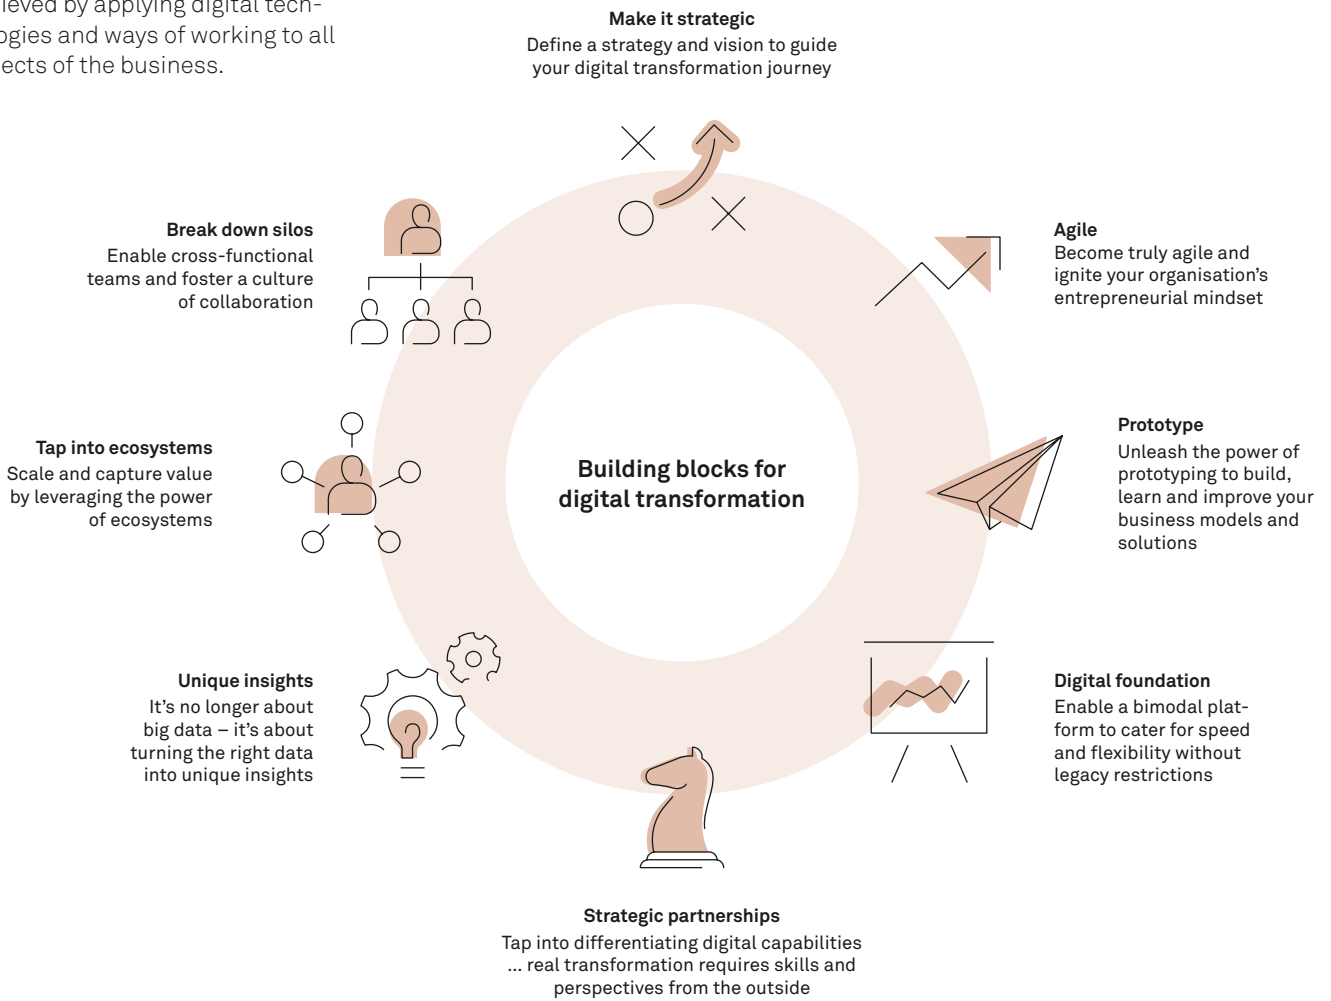 ieved by applying digital tech-
ogies and ways of working to all
ects of the business.
Make it strategic
Define a strategy and vision to guide
your digital transformation journey
Break down silos
Enable cross-functional
teams and foster a culture
of collaboration
Agile
Become truly agile and
ignite your organisation’s
entrepreneurial mindset
Tap into ecosystems
Scale and capture value
by leveraging the power
of ecosystems
Building blocks for
digital transformation
Prototype
Unleash the power of
prototyping to build,
learn and improve your
business models and
solutions
Unique insights
It’s no longer about
big data – it’s about
turning the right data
into unique insights
Digital foundation
Enable a bimodal plat-
form to cater for speed
and flexibility without
legacy restrictions
Strategic partnerships
Tap into differentiating digital capabilities
... real transformation requires skills and
perspectives from the outside